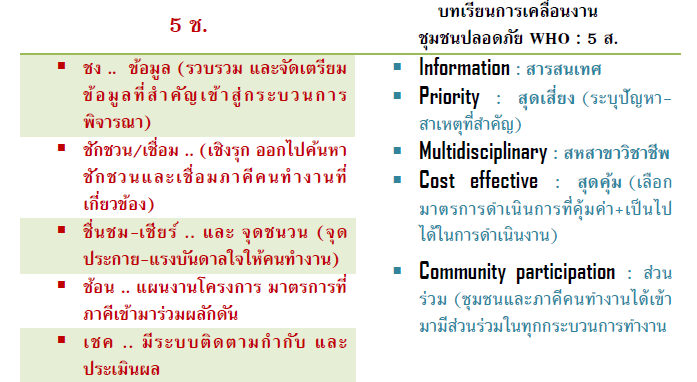 5 ช.
ชง .. ข้อมูล (รวบรวม และจัดเตรียม
ข้อมูลที่สำคัญเข้าสู่กระบวนการ
พิจารณา)
ชักชวน/เชื่อม .. (เชิงรุก ออกไปค้นหา
ชักชวนและเชื่อมภาคีคนทำงานที่
เกี่ยวข้อง)
ชื่นชม-เชียร์ .. และ จุดชนวน (จุด
ประกาย-แรงบันดาลใจให้คนทำงาน)
ช้อน .. แผนงานโครงการ มาตรการที่
ภาคีเข้ามาร่วมผลักดัน
เชค .. มีระบบติดตามกำกับ และ
ประเมินผล
บทเรียนการเคลื่อนงาน
ชุมชนปลอดภัย WHO : 5 ส.
Information : สารสนเทศ
Priority : สุดเสี่ยง (ระบุปัญหา-
สาเหตุที่สำคัญ)
Multidisciplinary : สหสาขาวิชาชีพ
Cost effective : สุดคุ้ม (เลือก
มาตรการดำเนินการที่คุ้มค่า+เป็นไป
ได้ในการดำเนินงาน)
Community participation : ส่วน
ร่วม (ชุมชนและภาคีคนทำงานได้เข้า
มามีส่วนร่วมในทุกกระบวนการทำงาน